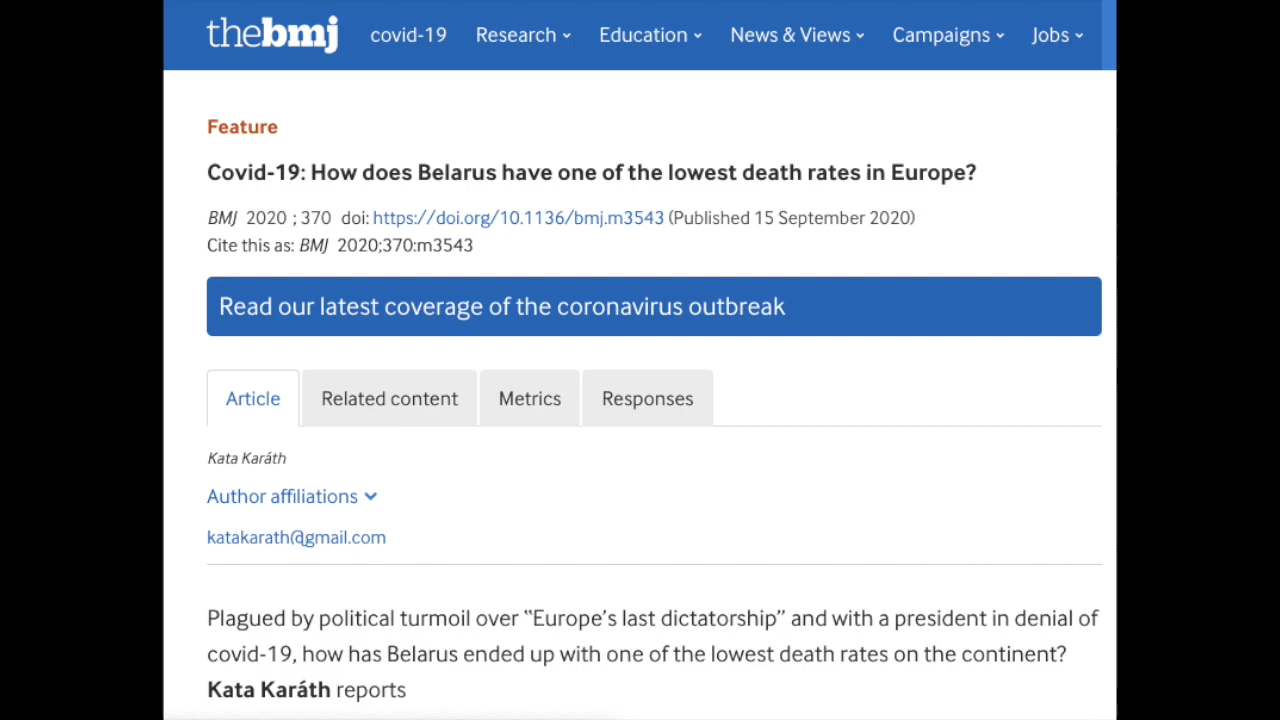 thebmj covid-19 Research Education News & Views Campaigns Jobs
Feature
Covid-19: How does Belarus have one of the lowest death rates in Europe?
BMJ 2020 ; 370 doi: https://doi.org/10.1136/bmj.m3543 (Published 15 September 2020)
Cite this as: BMJ 2020;370:m3543
Read our latest coverage of the coronavirus outbreak
Article Related content Metrics Responses
Kata Karáth
Author affiliations
katakarath@gmail.com
Plagued by political turmoil over “Europe’s last dictatorship” and with a president in denial of
covid-19, how has Belarus ended up with one of the lowest death rates on the continent?
Kata Karáth reports